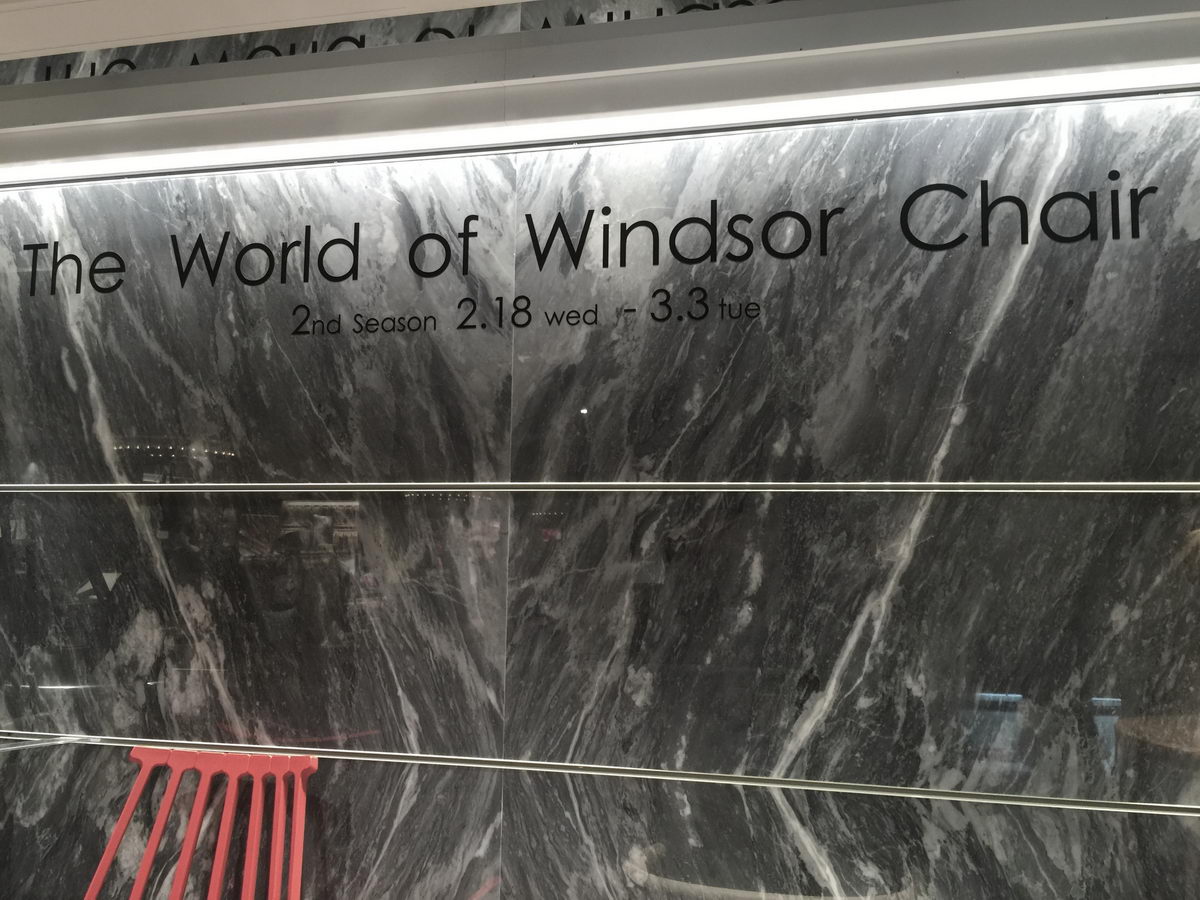 The World of Windsor Chair
2nd Season 2.18 wed - 3.3 tue